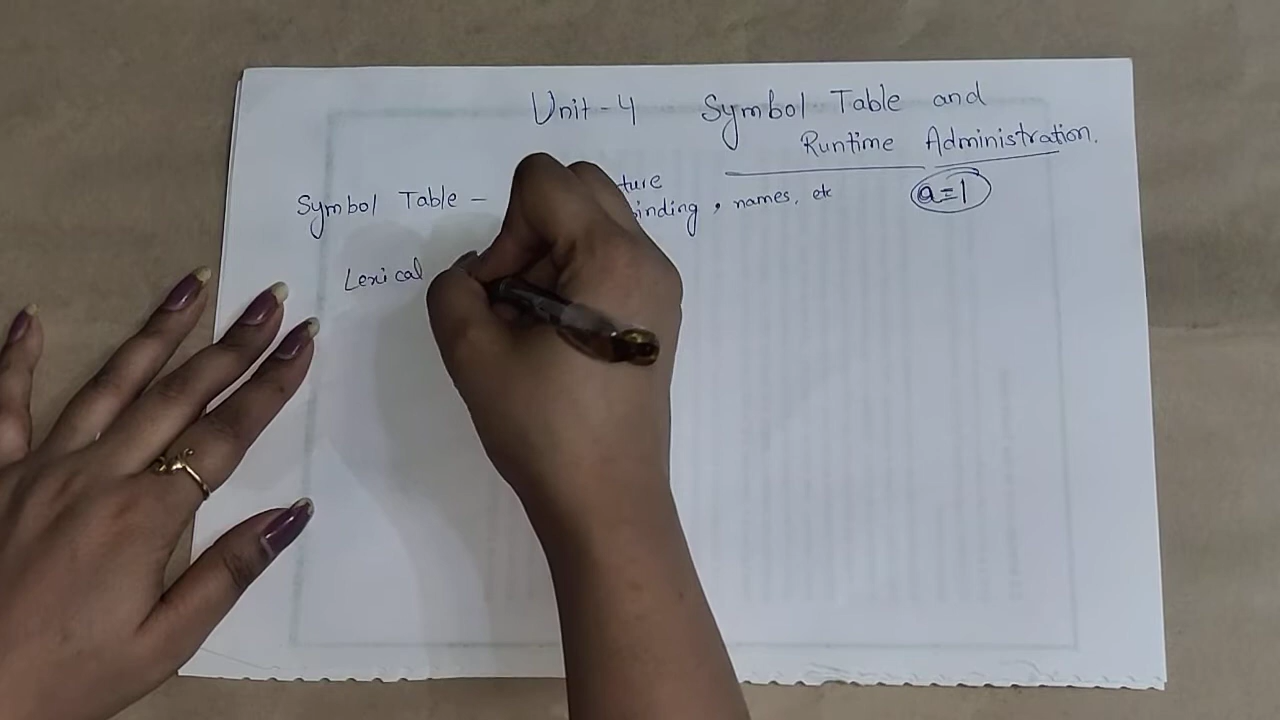 Unit - 4 Symbol Table and
Runtime Administration.
Symbol Table - ture
inding , names, etc a=1
Lexical